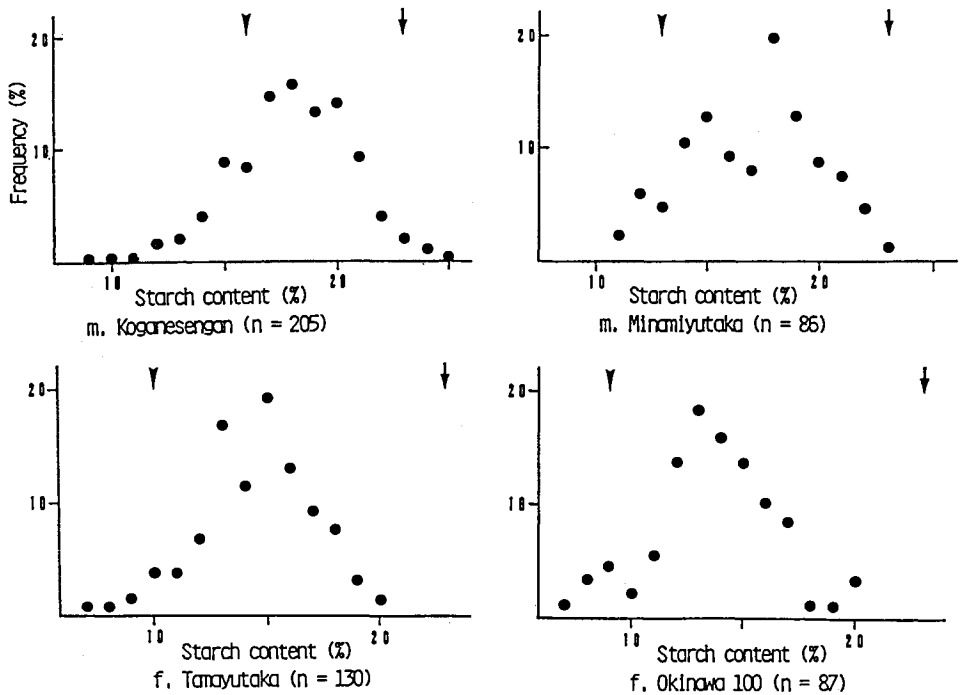 20
20
Frequency (%)
10
10
10
20
10
20
Starch content (%)
Starch content (%)
m. Koganesengan (n = 205)
m. Minamiyutaka (n = 86)
20
20
10
10
10
20
10
20
Starch content (%)
Starch content (%)
f. Tamayutaka (n = 130)
f. Okinawa 100 (n = 87)